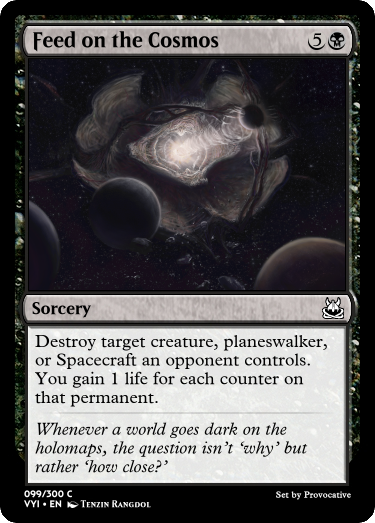 Feed on the Cosmos 5
Sorcery
Destroy target creature, planeswalker,
or Spacecraft an opponent controls.
You gain 1 life for each counter on
that permanent.
Whenever a world goes dark on the
holomaps, the question isn't ‘why’ but
rather ‘how close?’
099/300 C
VYI • EN Tenzin Rangdol
Set by Provocative